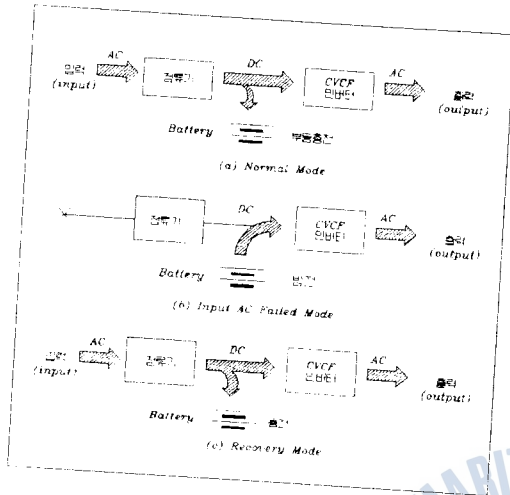 AC DC AC
입력 정류기 CVCF 출력
(input) 인버터 (output)
Battery 부동충전
(a) Normal Mode
DC AC
정류기 CVCF 출력
인버터 (output)
Battery 방전
(b) Input AC Failed Mode
AC DC AC
입력 정류기 CVCF 출력
(input) 인버터 (output)
Battery 충전
(c) Recovery Mode